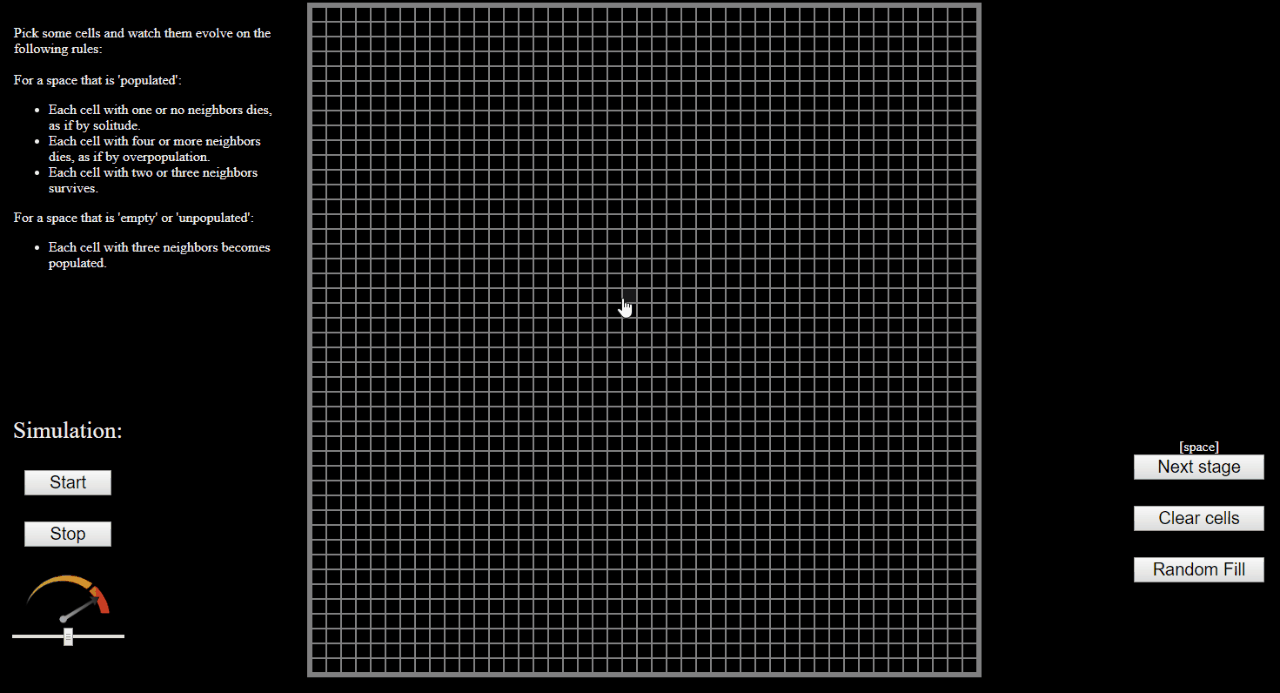 Pick some cells and watch them evolve on the
following rules:
For a space that is 'populated':
Each cell with one or no neighbors dies,
as if by solitude.
Each cell with four or more neighbors
dies, as if by overpopulation.
Each cell with two or three neighbors
survives.
For a space that is 'empty' or 'unpopulated':
Each cell with three neighbors becomes
populated.
Simulation:
Start
Stop
[space]
Next stage
Clear cells
Random Fill